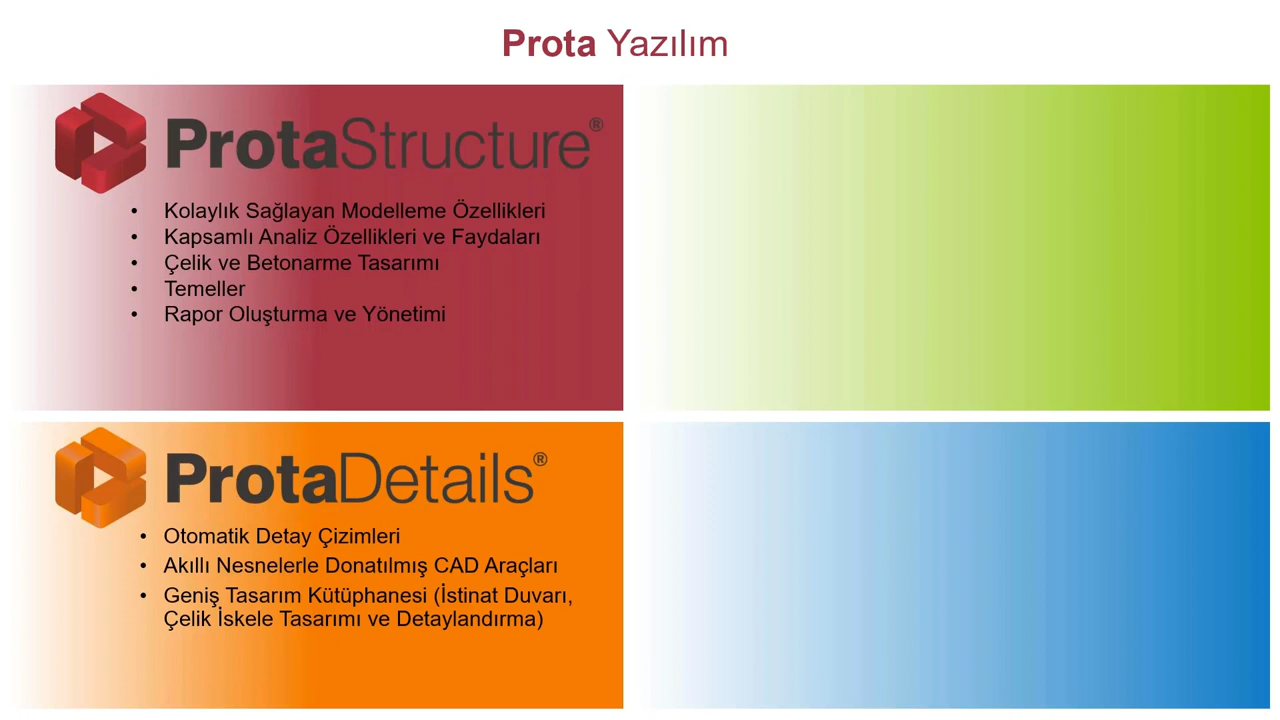 Prota Yazılım
ProtaStructure®
• Kolaylık Sağlayan Modelleme Özellikleri
• Kapsamlı Analiz Özellikleri ve Faydaları
• Çelik ve Betonarme Tasarımı
• Temeller
• Rapor Oluşturma ve Yönetimi
ProtaDetails®
• Otomatik Detay Çizimleri
• Akıllı Nesnelerle Donatılmış CAD Araçları
• Geniş Tasarım Kütüphanesi (İstinat Duvarı,
Çelik İskele Tasarımı ve Detaylandırma)